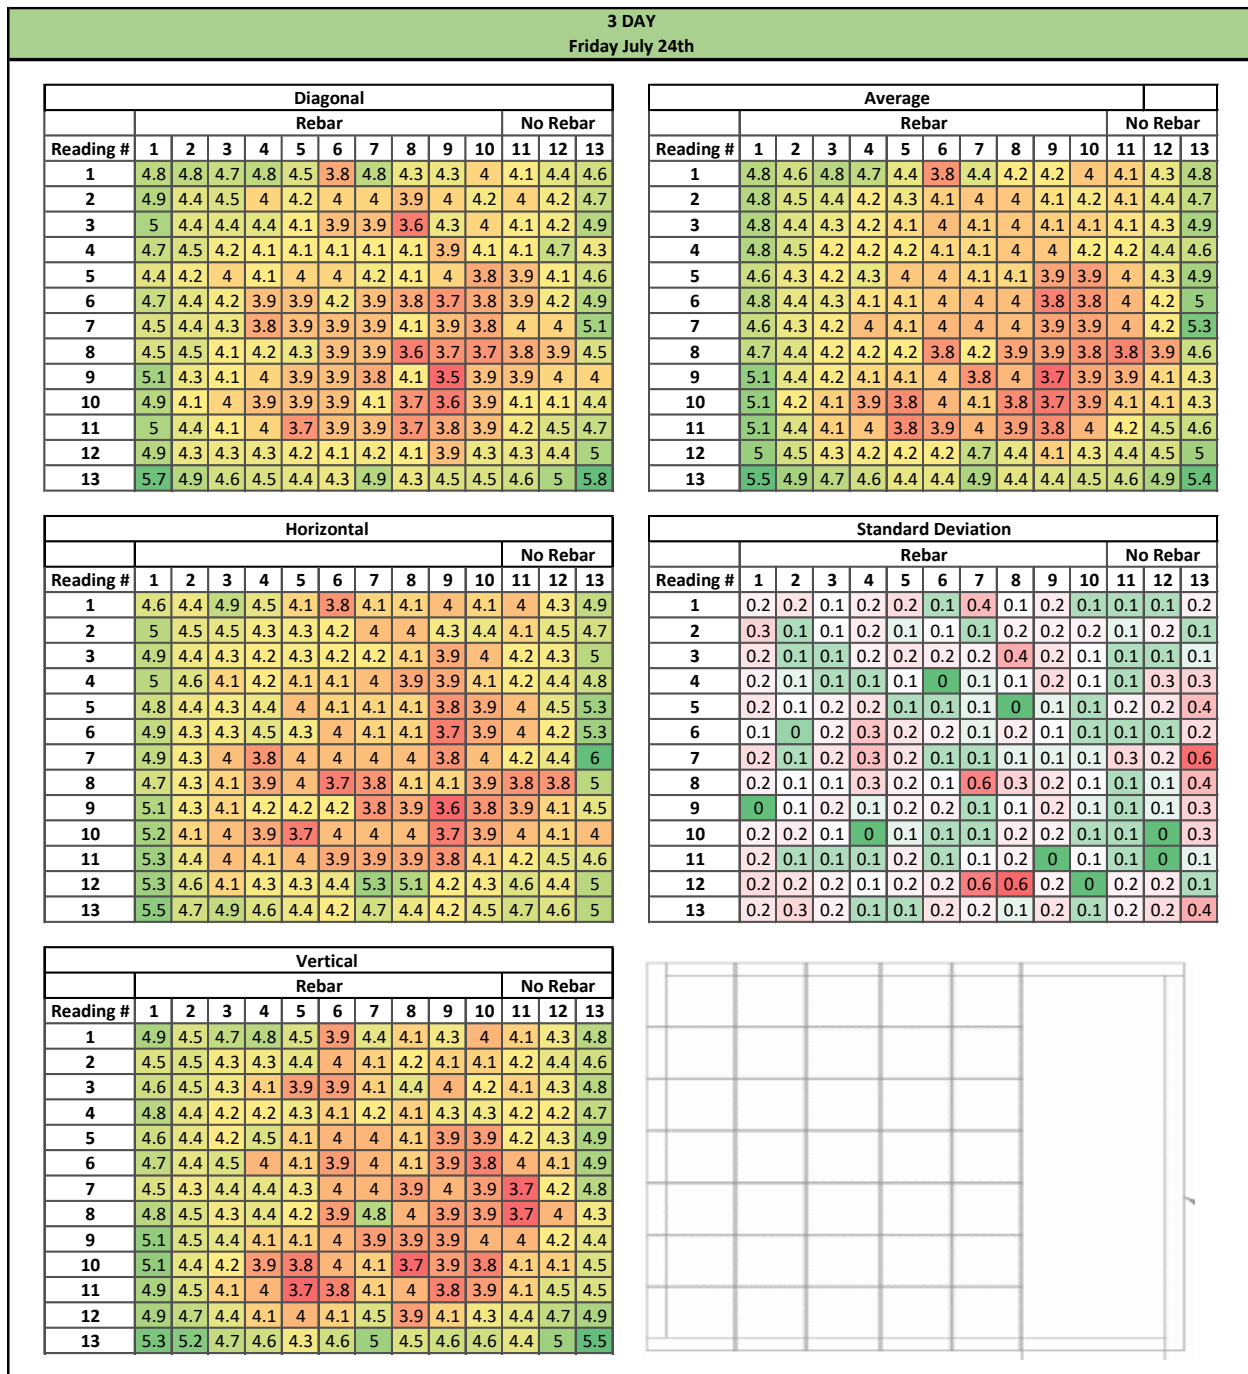 3 DAY
Friday July 24th
Diagonal
Rebar No Rebar
Reading # 1 2 3 4 5 6 7 8 9 10 11 12 13
1 4.8 4.8 4.7 4.8 4.5 3.8 4.8 4.3 4.3 4 4.1 4.4 4.6
2 4.9 4.4 4.5 4 4.2 4 4 3.9 4 4.2 4 4.2 4.7
3 5 4.4 4.4 4.4 4.1 3.9 3.9 3.6 4.3 4 4.1 4.2 4.9
4 4.7 4.5 4.2 4.1 4.1 4.1 4.1 4.1 3.9 4.1 4.1 4.7 4.3
5 4.4 4.2 4 4.1 4 4 4.2 4.1 4 3.8 3.9 4.1 4.6
6 4.7 4.4 4.2 3.9 3.9 4.2 3.9 3.8 3.7 3.8 3.9 4.2 4.9
7 4.5 4.4 4.3 3.8 3.9 3.9 3.9 4.1 3.9 3.8 4 4 5.1
8 4.5 4.5 4.1 4.2 4.3 3.9 3.9 3.6 3.7 3.7 3.8 3.9 4.5
9 5.1 4.3 4.1 4 3.9 3.9 3.8 4.1 3.5 3.9 3.9 4 4
10 4.9 4.1 4 3.9 3.9 3.9 4.1 3.7 3.6 3.9 4.1 4.1 4.4
11 5 4.4 4.1 4 3.7 3.9 3.9 3.7 3.8 3.9 4.2 4.5 4.7
12 4.9 4.3 4.3 4.3 4.2 4.1 4.2 4.1 3.9 4.3 4.3 4.4 5
13 5.7 4.9 4.6 4.5 4.4 4.3 4.9 4.3 4.5 4.5 4.6 5 5.8
Average
Rebar No Rebar
Reading # 1 2 3 4 5 6 7 8 9 10 11 12 13
1 4.8 4.6 4.8 4.7 4.4 3.8 4.4 4.2 4.2 4 4.1 4.3 4.8
2 4.8 4.5 4.4 4.2 4.3 4.1 4 4 4.1 4.2 4.1 4.4 4.7
3 4.8 4.4 4.3 4.2 4.1 4 4.1 4 4.1 4.1 4.1 4.3 4.9
4 4.8 4.5 4.2 4.2 4.2 4.1 4.1 4 4 4.2 4.2 4.4 4.6
5 4.6 4.3 4.2 4.3 4 4 4.1 4.1 3.9 3.9 4 4.3 4.9
6 4.8 4.4 4.3 4.1 4.1 4 4 4 3.8 3.8 4 4.2 5
7 4.6 4.3 4.2 4 4.1 4 4 4 3.9 3.9 4 4.2 5.3
8 4.7 4.4 4.2 4.2 4.2 3.8 4.2 3.9 3.9 3.8 3.8 3.9 4.6
9 5.1 4.4 4.2 4.1 4.1 4 3.8 4 3.7 3.9 3.9 4.1 4.3
10 5.1 4.2 4.1 3.9 3.8 4 4.1 3.8 3.7 3.9 4.1 4.1 4.3
11 5.1 4.4 4.1 4 3.8 3.9 4 3.9 3.8 4 4.2 4.5 4.6
12 5 4.5 4.3 4.2 4.2 4.2 4.7 4.4 4.1 4.3 4.4 4.5 5
13 5.5 4.9 4.7 4.6 4.4 4.4 4.9 4.4 4.4 4.5 4.6 4.9 5.4
Horizontal
No Rebar
Reading # 1 2 3 4 5 6 7 8 9 10 11 12 13
1 4.6 4.4 4.9 4.5 4.1 3.8 4.1 4.1 4 4.1 4 4.3 4.9
2 5 4.5 4.5 4.3 4.3 4.2 4 4 4.3 4.4 4.1 4.5 4.7
3 4.9 4.4 4.3 4.2 4.3 4.2 4.2 4.1 3.9 4 4.2 4.3 5
4 5 4.6 4.1 4.2 4.1 4.1 4 3.9 3.9 4.1 4.2 4.4 4.8
5 4.8 4.4 4.3 4.4 4 4.1 4.1 4.1 3.8 3.9 4 4.5 5.3
6 4.9 4.3 4.3 4.5 4.3 4 4.1 4.1 3.7 3.9 4 4.2 5.3
7 4.9 4.3 4 3.8 4 4 4 4 3.8 4 4.2 4.4 6
8 4.7 4.3 4.1 3.9 4 3.7 3.8 4.1 4.1 3.9 3.8 3.8 5
9 5.1 4.3 4.1 4.2 4.2 4.2 3.8 3.9 3.6 3.8 3.9 4.1 4.5
10 5.2 4.1 4 3.9 3.7 4 4 4 3.7 3.9 4 4.1 4
11 5.3 4.4 4 4.1 4 3.9 3.9 3.9 3.8 4.1 4.2 4.5 4.6
12 5.3 4.6 4.1 4.3 4.3 4.4 5.3 5.1 4.2 4.3 4.6 4.4 5
13 5.5 4.7 4.9 4.6 4.4 4.2 4.7 4.4 4.2 4.5 4.7 4.6 5
Standard Deviation
Rebar No Rebar
Reading # 1 2 3 4 5 6 7 8 9 10 11 12 13
1 0.2 0.2 0.1 0.2 0.2 0.1 0.4 0.1 0.2 0.1 0.1 0.1 0.2
2 0.3 0.1 0.1 0.2 0.1 0.1 0.1 0.2 0.2 0.2 0.1 0.2 0.1
3 0.2 0.1 0.1 0.2 0.2 0.2 0.2 0.4 0.2 0.1 0.1 0.1 0.1
4 0.2 0.1 0.1 0.1 0.1 0 0.1 0.1 0.2 0.1 0.1 0.3 0.3
5 0.2 0.1 0.2 0.2 0.1 0.1 0.1 0 0.1 0.1 0.2 0.2 0.4
6 0.1 0 0.2 0.3 0.2 0.2 0.1 0.2 0.1 0.1 0.1 0.1 0.2
7 0.2 0.1 0.2 0.3 0.2 0.1 0.1 0.1 0.1 0.1 0.3 0.2 0.6
8 0.2 0.1 0.1 0.3 0.2 0.1 0.6 0.3 0.2 0.1 0.1 0.1 0.4
9 0 0.1 0.2 0.1 0.2 0.2 0.1 0.1 0.2 0.1 0.1 0.1 0.3
10 0.2 0.2 0.1 0 0.1 0.1 0.1 0.2 0.2 0.1 0.1 0 0.3
11 0.2 0.1 0.1 0.1 0.2 0.1 0.1 0.2 0 0.1 0.1 0 0.1
12 0.2 0.2 0.2 0.1 0.2 0.2 0.6 0.6 0.2 0 0.2 0.2 0.1
13 0.2 0.3 0.2 0.1 0.1 0.2 0.2 0.1 0.2 0.1 0.2 0.2 0.4
Vertical
Rebar No Rebar
Reading # 1 2 3 4 5 6 7 8 9 10 11 12 13
1 4.9 4.5 4.7 4.8 4.5 3.9 4.4 4.1 4.3 4 4.1 4.3 4.8
2 4.5 4.5 4.3 4.3 4.4 4 4.1 4.2 4.1 4.1 4.2 4.4 4.6
3 4.6 4.5 4.3 4.1 3.9 3.9 4.1 4.4 4 4.2 4.1 4.3 4.8
4 4.8 4.4 4.2 4.2 4.3 4.1 4.2 4.1 4.3 4.3 4.2 4.2 4.7
5 4.6 4.4 4.2 4.5 4.1 4 4 4.1 3.9 3.9 4.2 4.3 4.9
6 4.7 4.4 4.5 4 4.1 3.9 4 4.1 3.9 3.8 4 4.1 4.9
7 4.5 4.3 4.4 4.4 4.3 4 4 3.9 4 3.9 3.7 4.2 4.8
8 4.8 4.5 4.3 4.4 4.2 3.9 4.8 4 3.9 3.9 3.7 4 4.3
9 5.1 4.5 4.4 4.1 4.1 4 3.9 3.9 3.9 4 4 4.2 4.4
10 5.1 4.4 4.2 3.9 3.8 4 4.1 3.7 3.9 3.8 4.1 4.1 4.5
11 4.9 4.5 4.1 4 3.7 3.8 4.1 4 3.8 3.9 4.1 4.5 4.5
12 4.9 4.7 4.4 4.1 4 4.1 4.5 3.9 4.1 4.3 4.4 4.7 4.9
13 5.3 5.2 4.7 4.6 4.3 4.6 5 4.5 4.6 4.6 4.4 5 5.5